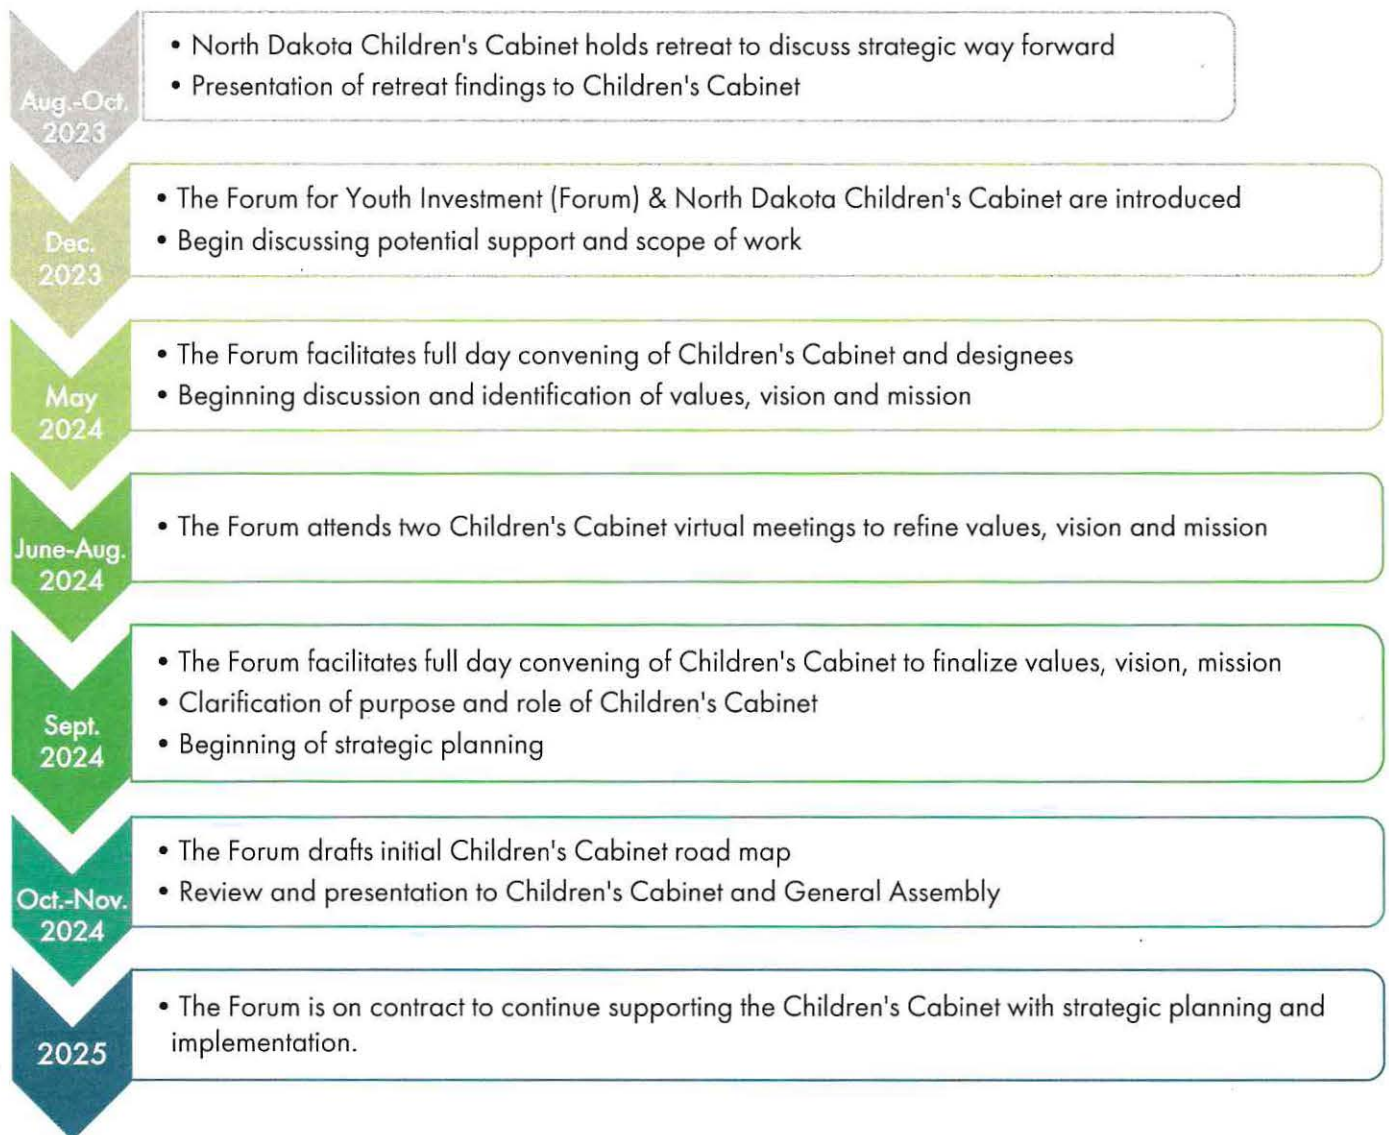 Aug.-Oct.
2023
• North Dakota Children's Cabinet holds retreat to discuss strategic way forward
• Presentation of retreat findings to Children's Cabinet
Dec.
2023
• The Forum for Youth Investment (Forum) & North Dakota Children's Cabinet are introduced
• Begin discussing potential support and scope of work
May
2024
• The Forum facilitates full day convening of Children's Cabinet and designees
• Beginning discussion and identification of values, vision and mission
June-Aug.
2024
• The Forum attends two Children's Cabinet virtual meetings to refine values, vision and mission
Sept.
2024
• The Forum facilitates full day convening of Children's Cabinet to finalize values, vision, mission
• Clarification of purpose and role of Children's Cabinet
• Beginning of strategic planning
Oct.-Nov.
2024
• The Forum drafts initial Children's Cabinet road map
• Review and presentation to Children's Cabinet and General Assembly
2025
• The Forum is on contract to continue supporting the Children's Cabinet with strategic planning and
implementation.